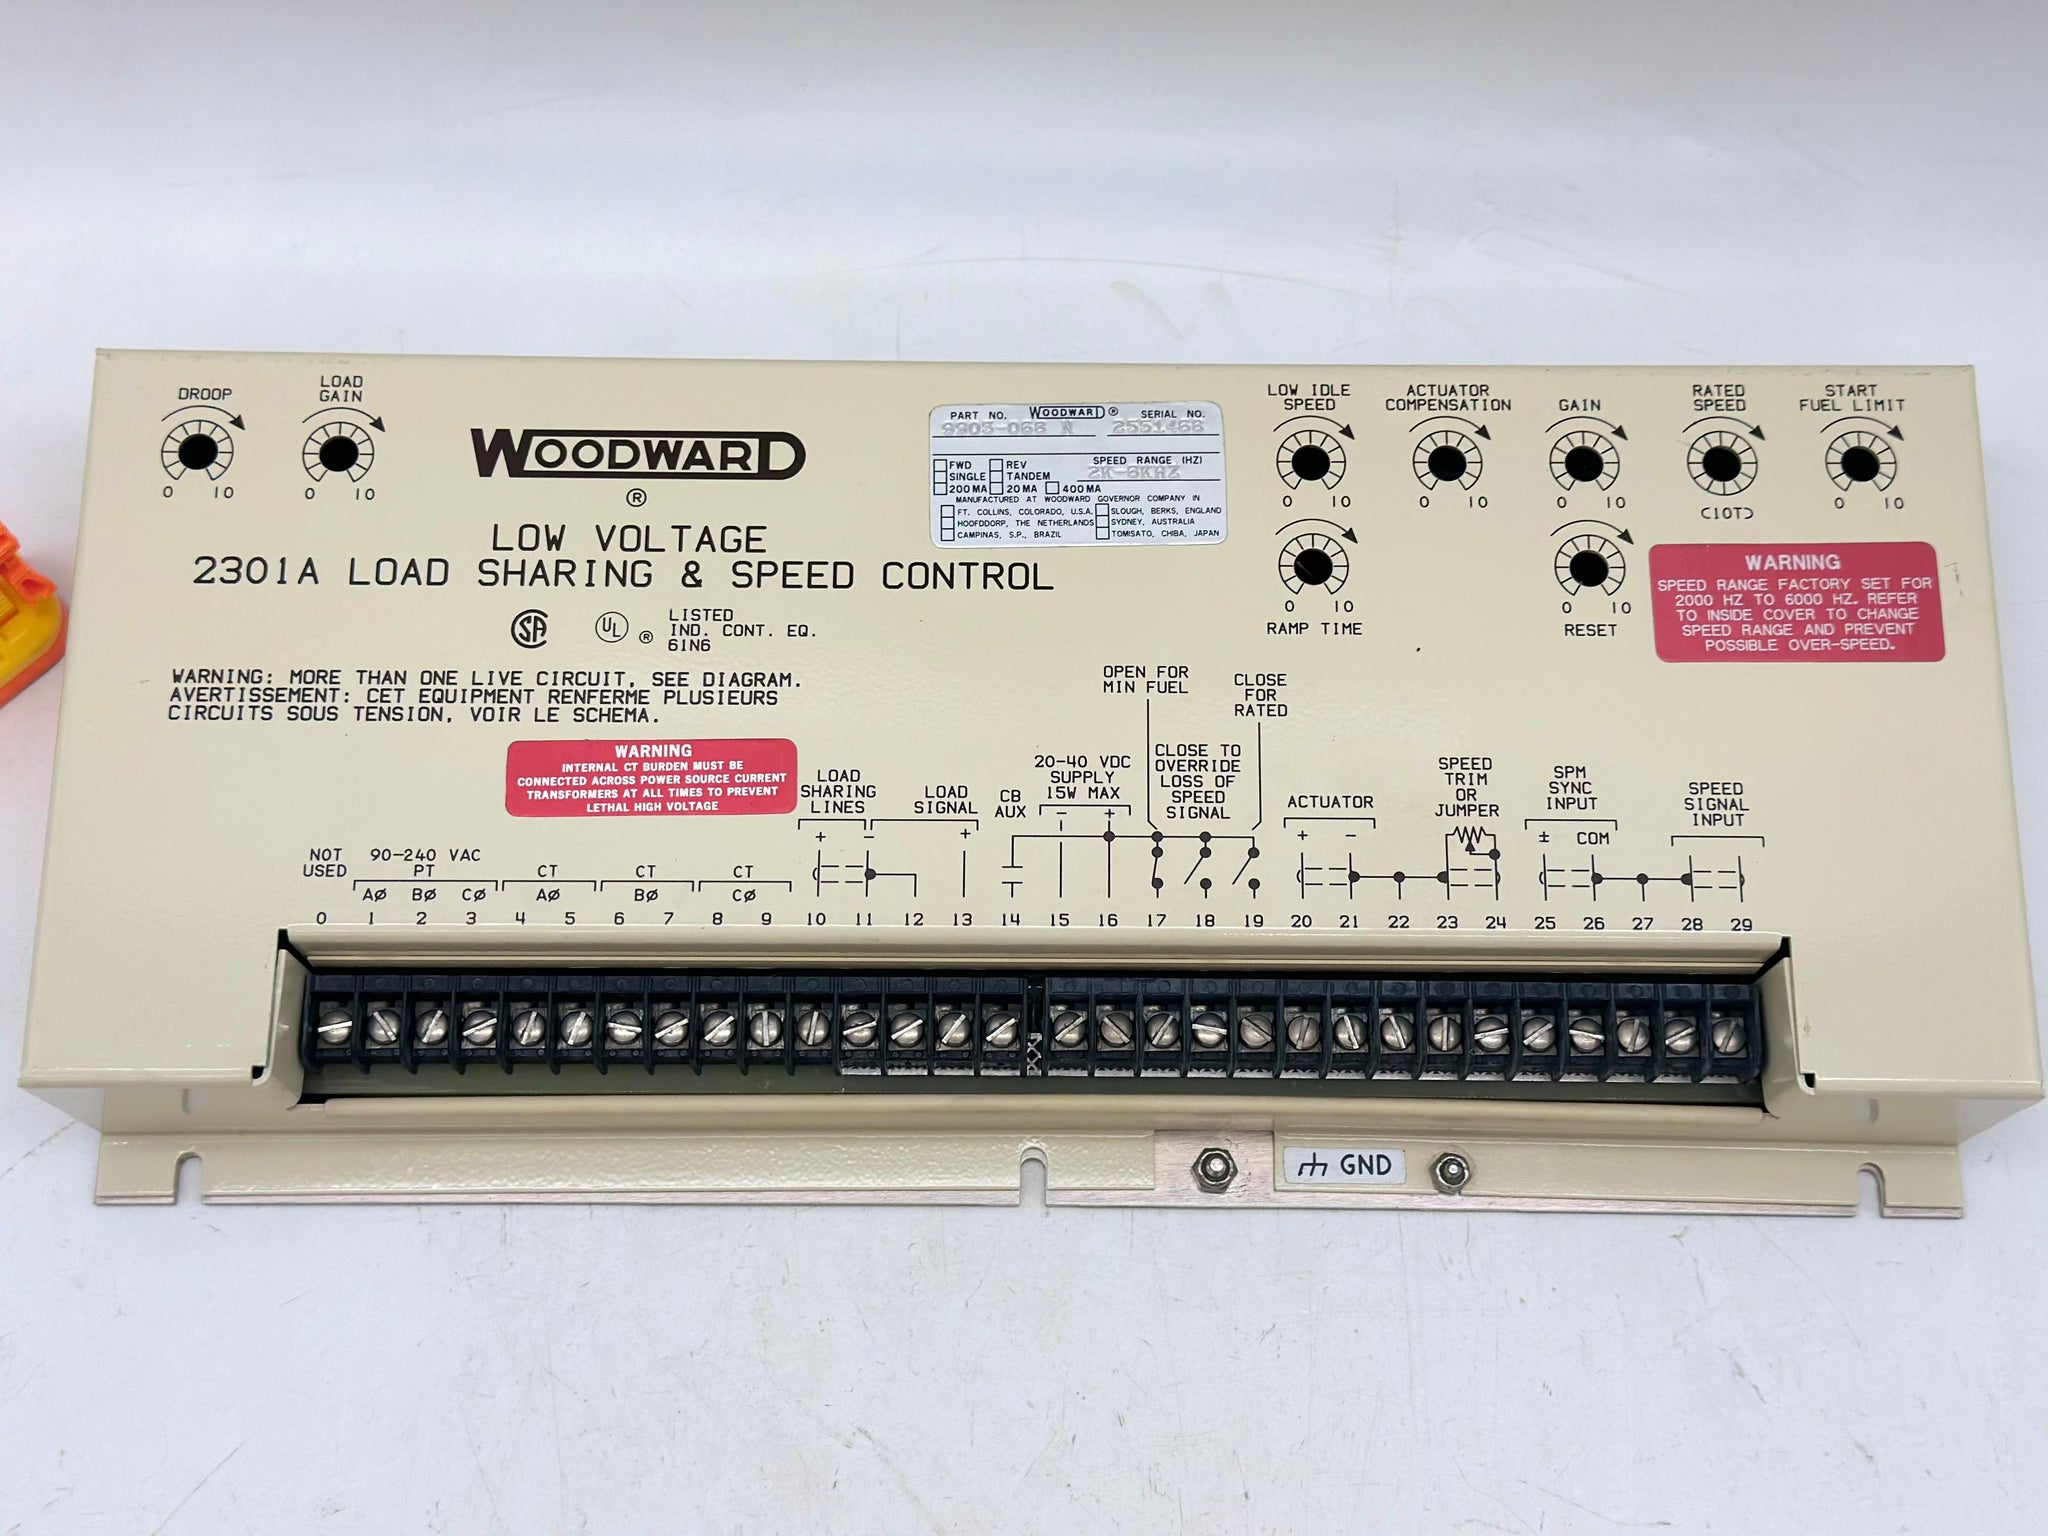 DROOP
0 10
LOAD
GAIN
0 10
WOODWARD
®
LOW VOLTAGE
2301A LOAD SHARING & SPEED CONTROL
LISTED
IND. CONT. EQ.
61N6
UL ®
WARNING: MORE THAN ONE LIVE CIRCUIT, SEE DIAGRAM.
AVERTISSEMENT: CET EQUIPMENT RENFERME PLUSIEURS
CIRCUITS SOUS TENSION, VOIR LE SCHEMA.
PART NO. WOODWARD® SERIAL NO.
FWD REV SPEED RANGE (HZ)
SINGLE TANDEM 2K-6KHZ
200 MA 20 MA 400 MA
MANUFACTURED AT WOODWARD GOVERNOR COMPANY IN
FT. COLLINS, COLORADO, U.S.A. SLOUGH, BERKS, ENGLAND
HOOFDDORP, THE NETHERLANDS SYDNEY, AUSTRALIA
CAMPINAS, S.P., BRAZIL TOMISATO, CHIBA, JAPAN
LOW IDLE
SPEED
0 10
ACTUATOR
COMPENSATION
0 10
GAIN
0 10
RATED
SPEED
(10T)
START
FUEL LIMIT
0 10
0 10
RAMP TIME
0 10
RESET
WARNING
SPEED RANGE FACTORY SET FOR
2000 HZ TO 6000 HZ. REFER
TO INSIDE COVER TO CHANGE
SPEED RANGE AND PREVENT
POSSIBLE OVER-SPEED.
WARNING
INTERNAL CT BURDEN MUST BE
CONNECTED ACROSS POWER SOURCE CURRENT
TRANSFORMERS AT ALL TIMES TO PREVENT
LETHAL HIGH VOLTAGE
NOT
USED
90-240 VAC
PT
AØ BØ CØ
CT
AØ
CT
BØ
CT
CØ
LOAD
SHARING
LINES
+ -
LOAD
SIGNAL
+
CB
AUX
20-40 VDC
SUPPLY
15W MAX
- +
OPEN FOR
MIN FUEL
CLOSE TO
OVERRIDE
LOSS OF
SPEED
SIGNAL
CLOSE
FOR
RATED
ACTUATOR
+ -
SPEED
TRIM
OR
JUMPER
SPM
SYNC
INPUT
± COM
SPEED
SIGNAL
INPUT
0 1 2 3 4 5 6 7 8 9 10 11 12 13 14 15 16 17 18 19 20 21 22 23 24 25 26 27 28 29
GND